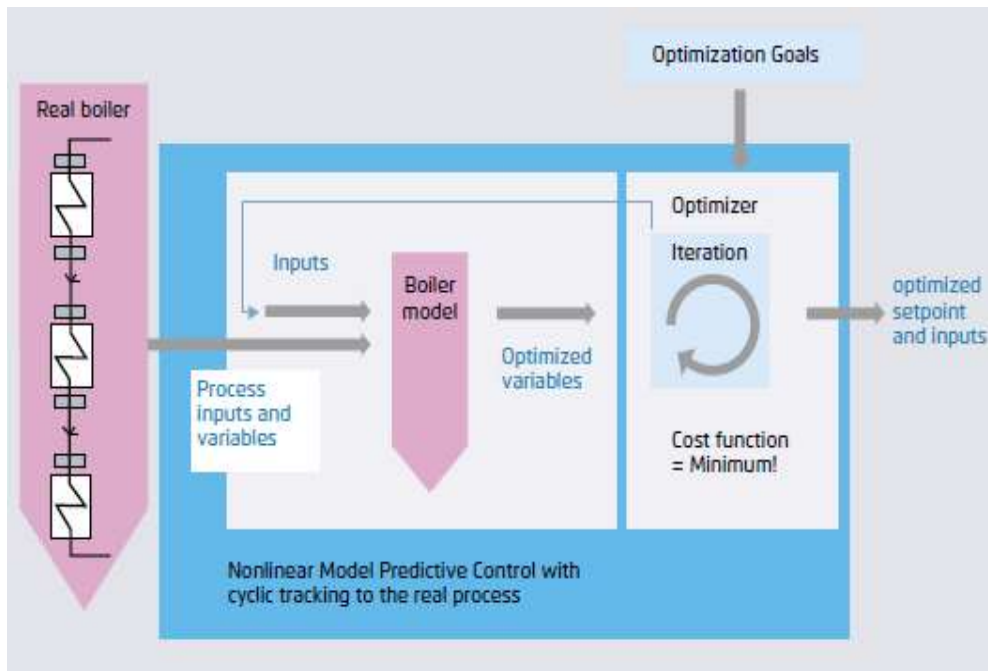 Optimization Goals
Real boiler
Optimizer
Iteration
Inputs
Boiler
model
optimized
setpoint
and inputs
Optimized
variables
Process
inputs and
variables
Cost function
= Minimum!
Nonlinear Model Predictive Control with
cyclic tracking to the real process